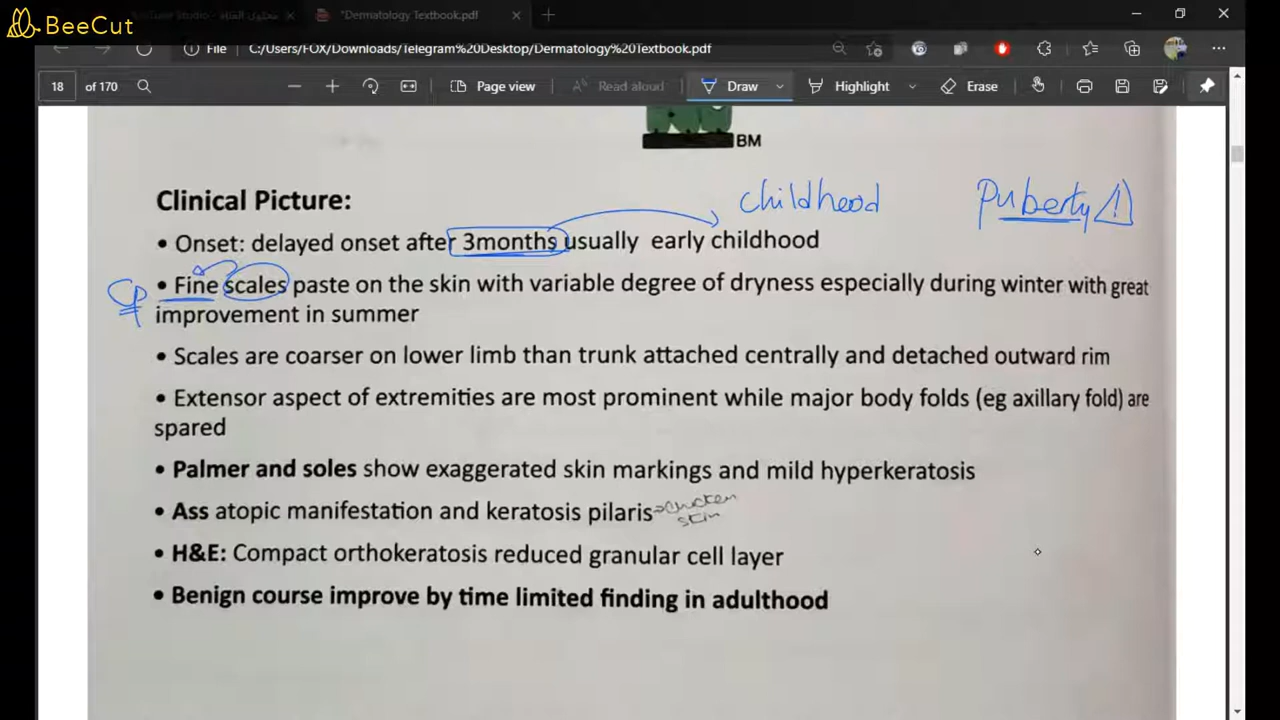 BeeCut
*Dermatology Textbook.pdf
File C:/Users/FOX/Downloads/Telegram%20Desktop/Dermatology%20Textbook.pdf
18 of 170 Page view Read aloud Draw Highlight Erase
BM
Clinical Picture:
childhood Puberty
• Onset: delayed onset after 3months usually early childhood
• Fine scales paste on the skin with variable degree of dryness especially during winter with great
CP
improvement in summer
• Scales are coarser on lower limb than trunk attached centrally and detached outward rim
• Extensor aspect of extremities are most prominent while major body folds (eg axillary fold) are
spared
• Palmer and soles show exaggerated skin markings and mild hyperkeratosis
• Ass atopic manifestation and keratosis pilaris chicken
skin
• H&E: Compact orthokeratosis reduced granular cell layer
• Benign course improve by time limited finding in adulthood